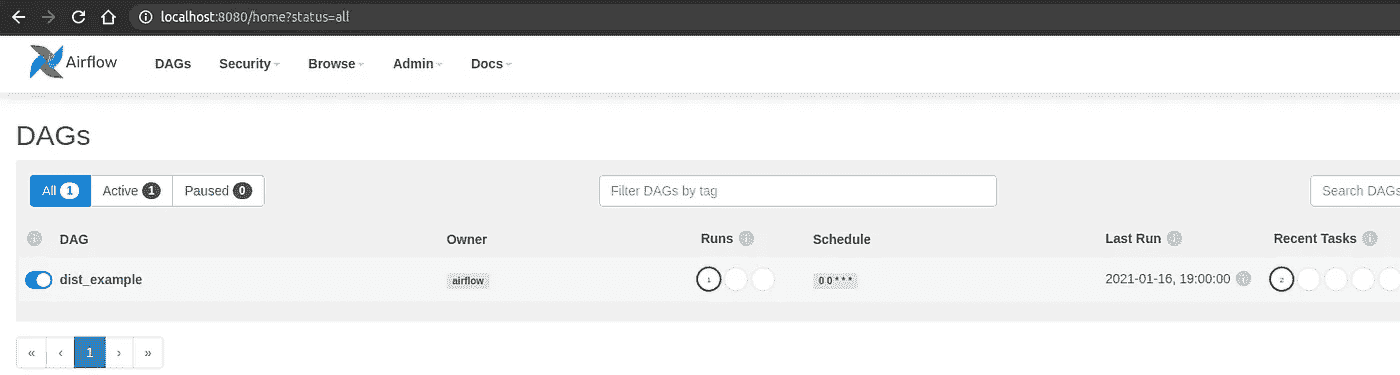 localhost:8080/home?status=all
Airflow DAGs Security Browse Admin Docs
DAGs
All 1 Active 1 Paused 0 Filter DAGs by tag Search DAGs
DAG Owner Runs Schedule Last Run Recent Tasks
dist_example airflow 1 0 0 * * * 2021-01-16, 19:00:00 2
« ‹ 1 › »